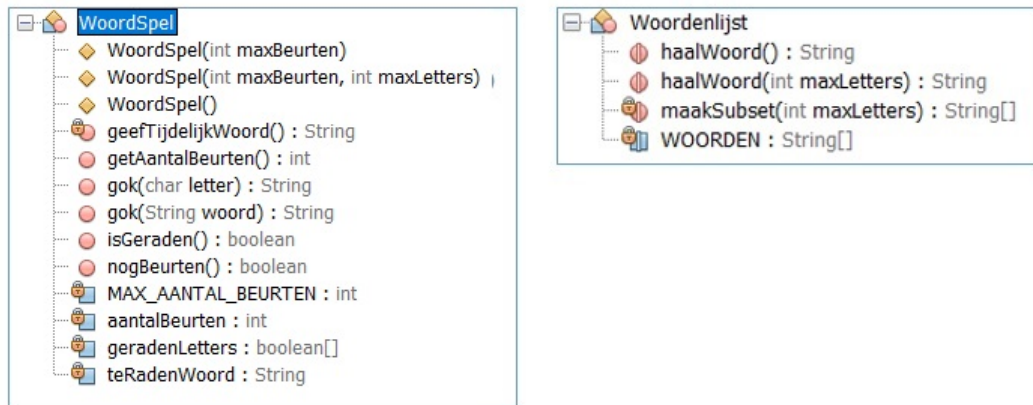 WoordSpel
WoordSpel(int maxBeurten)
WoordSpel(int maxBeurten, int maxLetters)
WoordSpel()
geefTijdelijkWoord() : String
getAantalBeurten() : int
gok(char letter) : String
gok(String woord) : String
isGeraden() : boolean
nogBeurten() : boolean
MAX_AANTAL_BEURTEN : int
aantalBeurten : int
geradenLetters : boolean[]
teRadenWoord : String
Woordenlijst
haalWoord() : String
haalWoord(int maxLetters) : String
maakSubset(int maxLetters) : String[]
WOORDEN : String[]